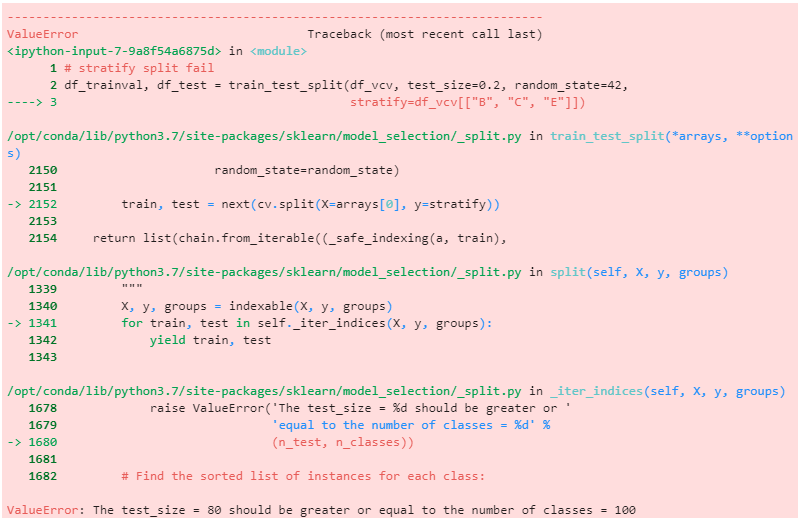 ---------------------------------------------------------------------------
ValueError                                Traceback (most recent call last)
<ipython-input-7-9a8f54a6875d> in <module>
      1 # stratify split fail
      2 df_trainval, df_test = train_test_split(df_vcv, test_size=0.2, random_state=42,
----> 3                                         stratify=df_vcv[["B", "C", "E"]])
/opt/conda/lib/python3.7/site-packages/sklearn/model_selection/_split.py in train_test_split(*arrays, **option
s)
   2150                      random_state=random_state)
   2151
-> 2152         train, test = next(cv.split(X=arrays[0], y=stratify))
   2153
   2154     return list(chain.from_iterable((_safe_indexing(a, train),
/opt/conda/lib/python3.7/site-packages/sklearn/model_selection/_split.py in split(self, X, y, groups)
   1339         """
   1340         X, y, groups = indexable(X, y, groups)
-> 1341         for train, test in self._iter_indices(X, y, groups):
   1342             yield train, test
   1343
/opt/conda/lib/python3.7/site-packages/sklearn/model_selection/_split.py in _iter_indices(self, X, y, groups)
   1678             raise ValueError('The test_size = %d should be greater or '
   1679                              'equal to the number of classes = %d' %
-> 1680                              (n_test, n_classes))
   1681
   1682         # Find the sorted list of instances for each class:
ValueError: The test_size = 80 should be greater or equal to the number of classes = 100